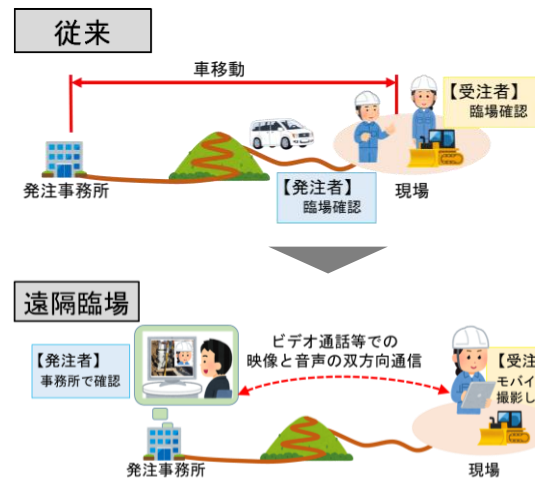 従来
車移動
【受注者】
臨場確認
発注事務所
【発注者】
臨場確認
現場
遠隔臨場
【発注者】
事務所で確認
ビデオ通話等での
映像と音声の双方向通信
【受注
モバイ
撮影し
発注事務所
現場